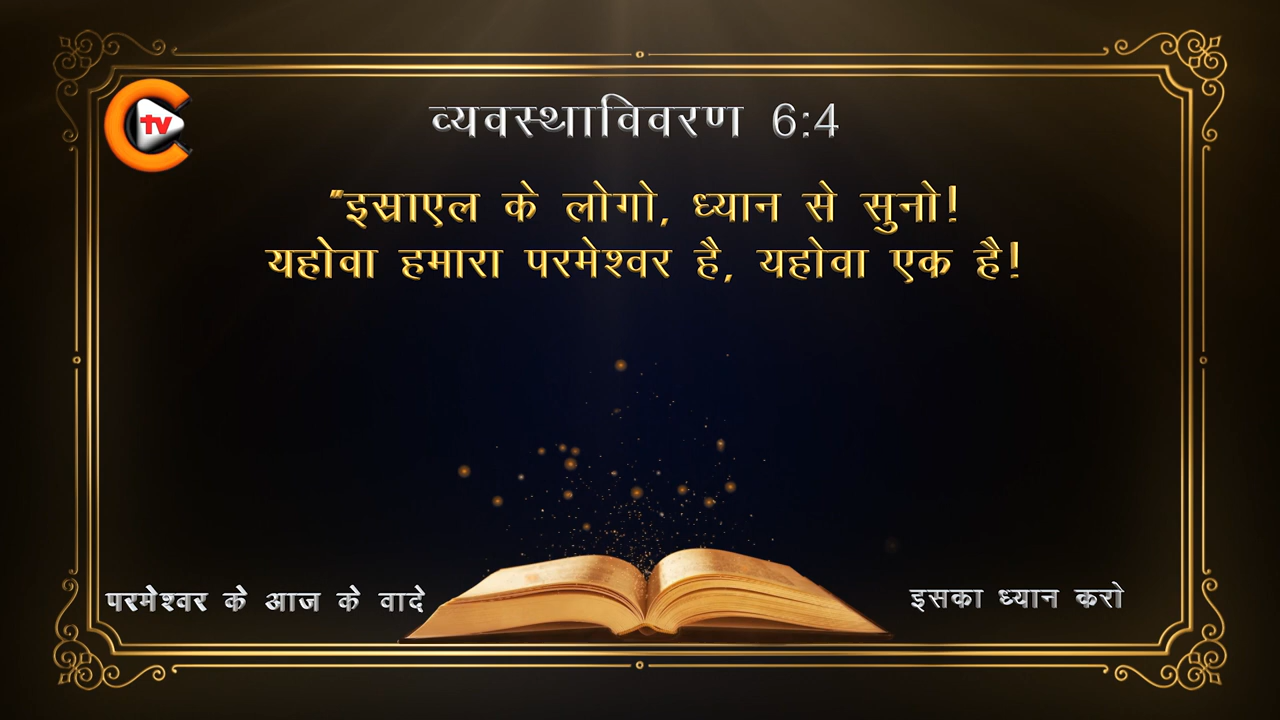 tv
व्यवस्थाविवरण 6:4
"इस्राएल के लोगो, ध्यान से सुनो!
यहोवा हमारा परमेश्वर है, यहोवा एक है!
परमेश्वर के आज के वादे
इसका ध्यान करो